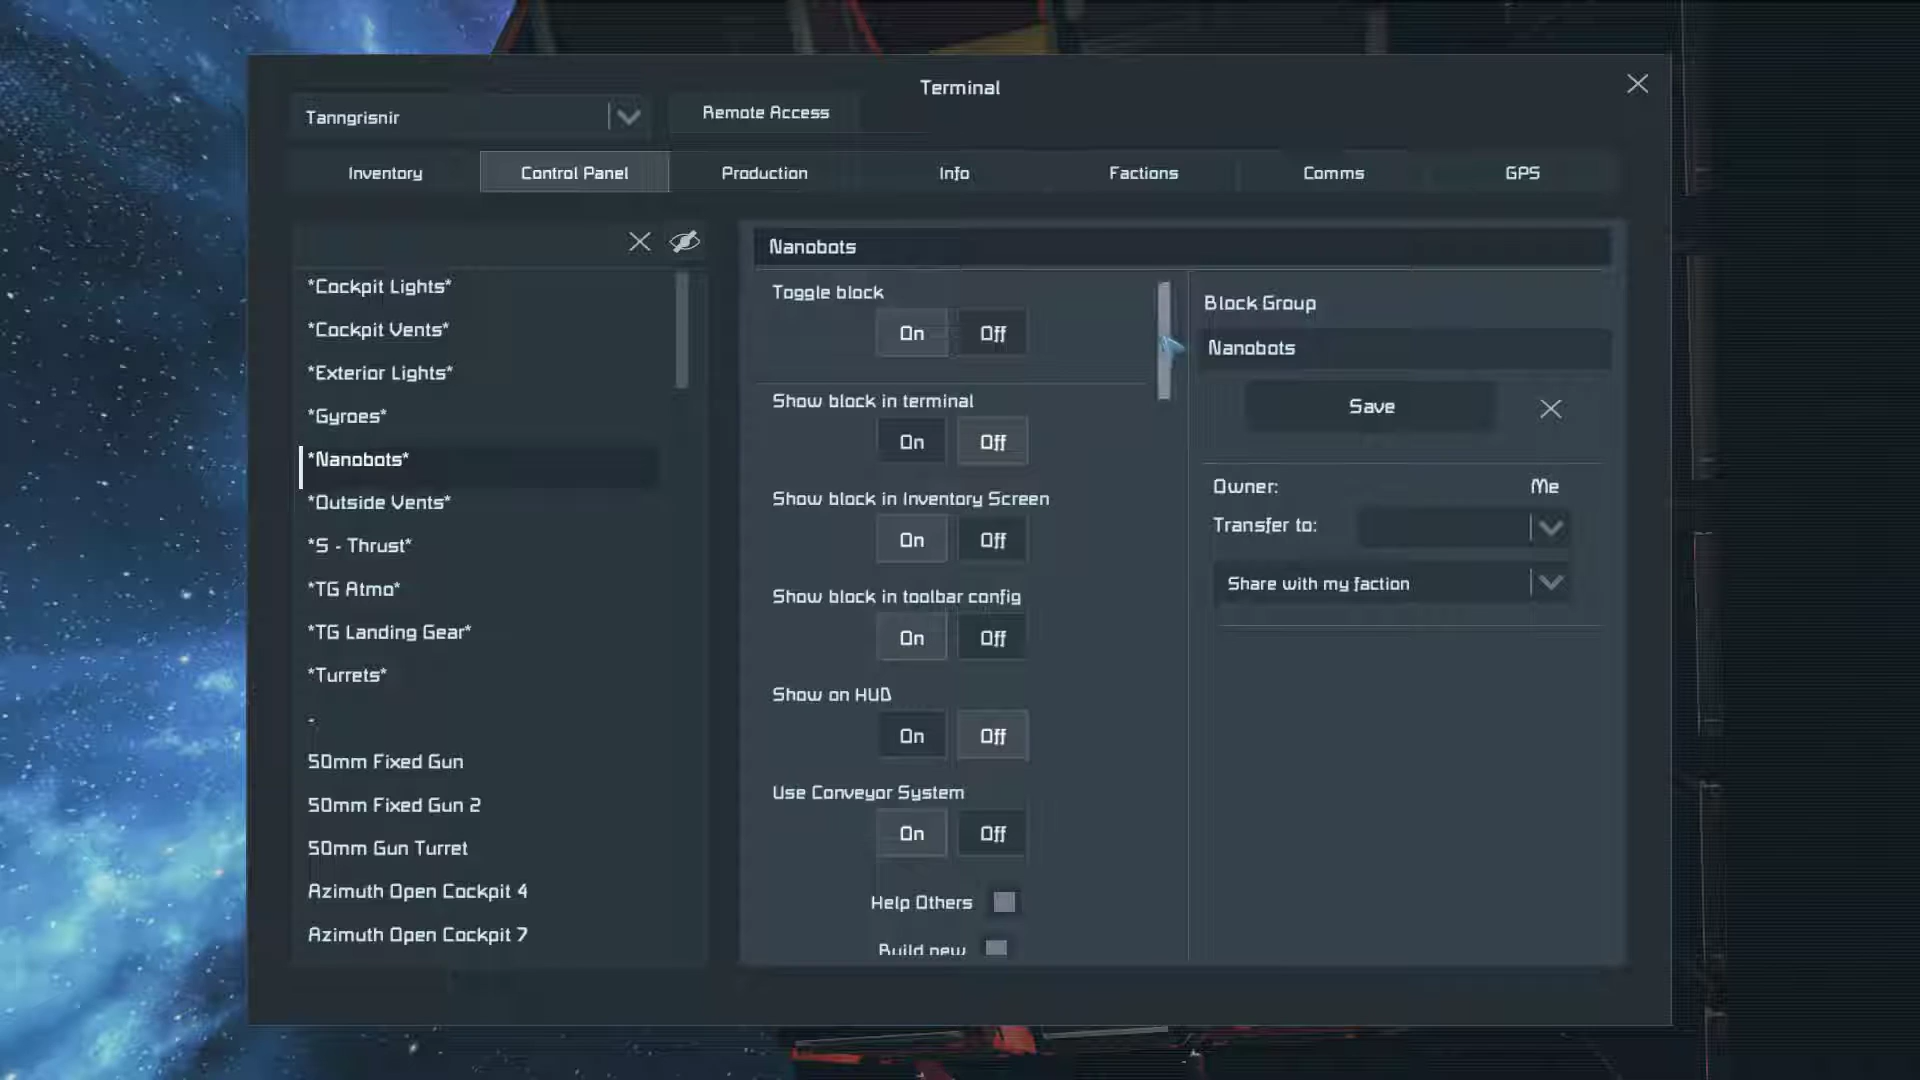 Terminal
Tanngrisnir
Remote Access
Inventory
Control Panel
Production
Info
Factions
Comms
GPS
*Cockpit Lights*
*Cockpit Vents*
*Exterior Lights*
*Gyroes*
*Nanobots*
*Outside Vents*
*S - Thrust*
*TG Atmo*
*TG Landing Gear*
*Turrets*
-
50mm Fixed Gun
50mm Fixed Gun 2
50mm Gun Turret
Azimuth Open Cockpit 4
Azimuth Open Cockpit 7
Nanobots
Toggle block
On Off
Show block in terminal
On Off
Show block in Inventory Screen
On Off
Show block in toolbar config
On Off
Show on HUD
On Off
Use Conveyor System
On Off
Help Others
Build new
Block Group
Nanobots
Save
Owner: Me
Transfer to:
Share with my faction